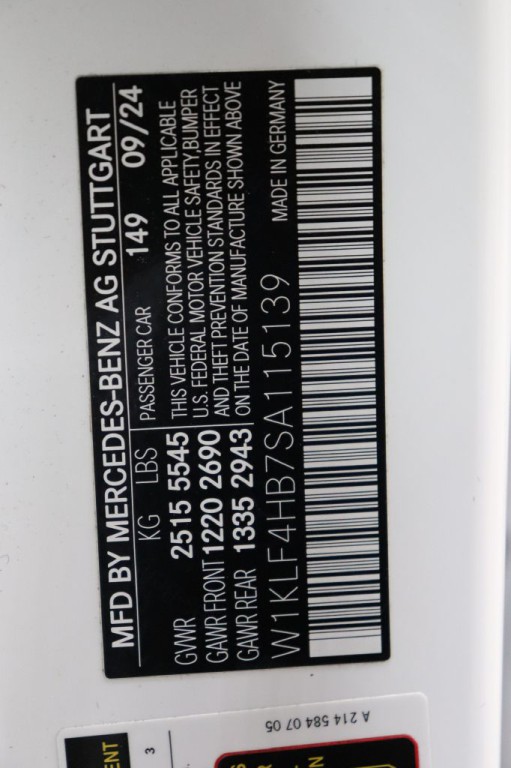 MFD BY MERCEDES-BENZ AG STUTTGART
KG LBS PASSENGER CAR 149 09/24
GVWR 2515 5545
GAWR FRONT 1220 2690
GAWR REAR 1335 2943
THIS VEHICLE CONFORMS TO ALL APPLICABLE
U.S. FEDERAL MOTOR VEHICLE SAFETY,BUMPER
AND THEFT PREVENTION STANDARDS IN EFFECT
ON THE DATE OF MANUFACTURE SHOWN ABOVE
W1KLF4HB7SA115139 MADE IN GERMANY
A 214 584 07 05
3